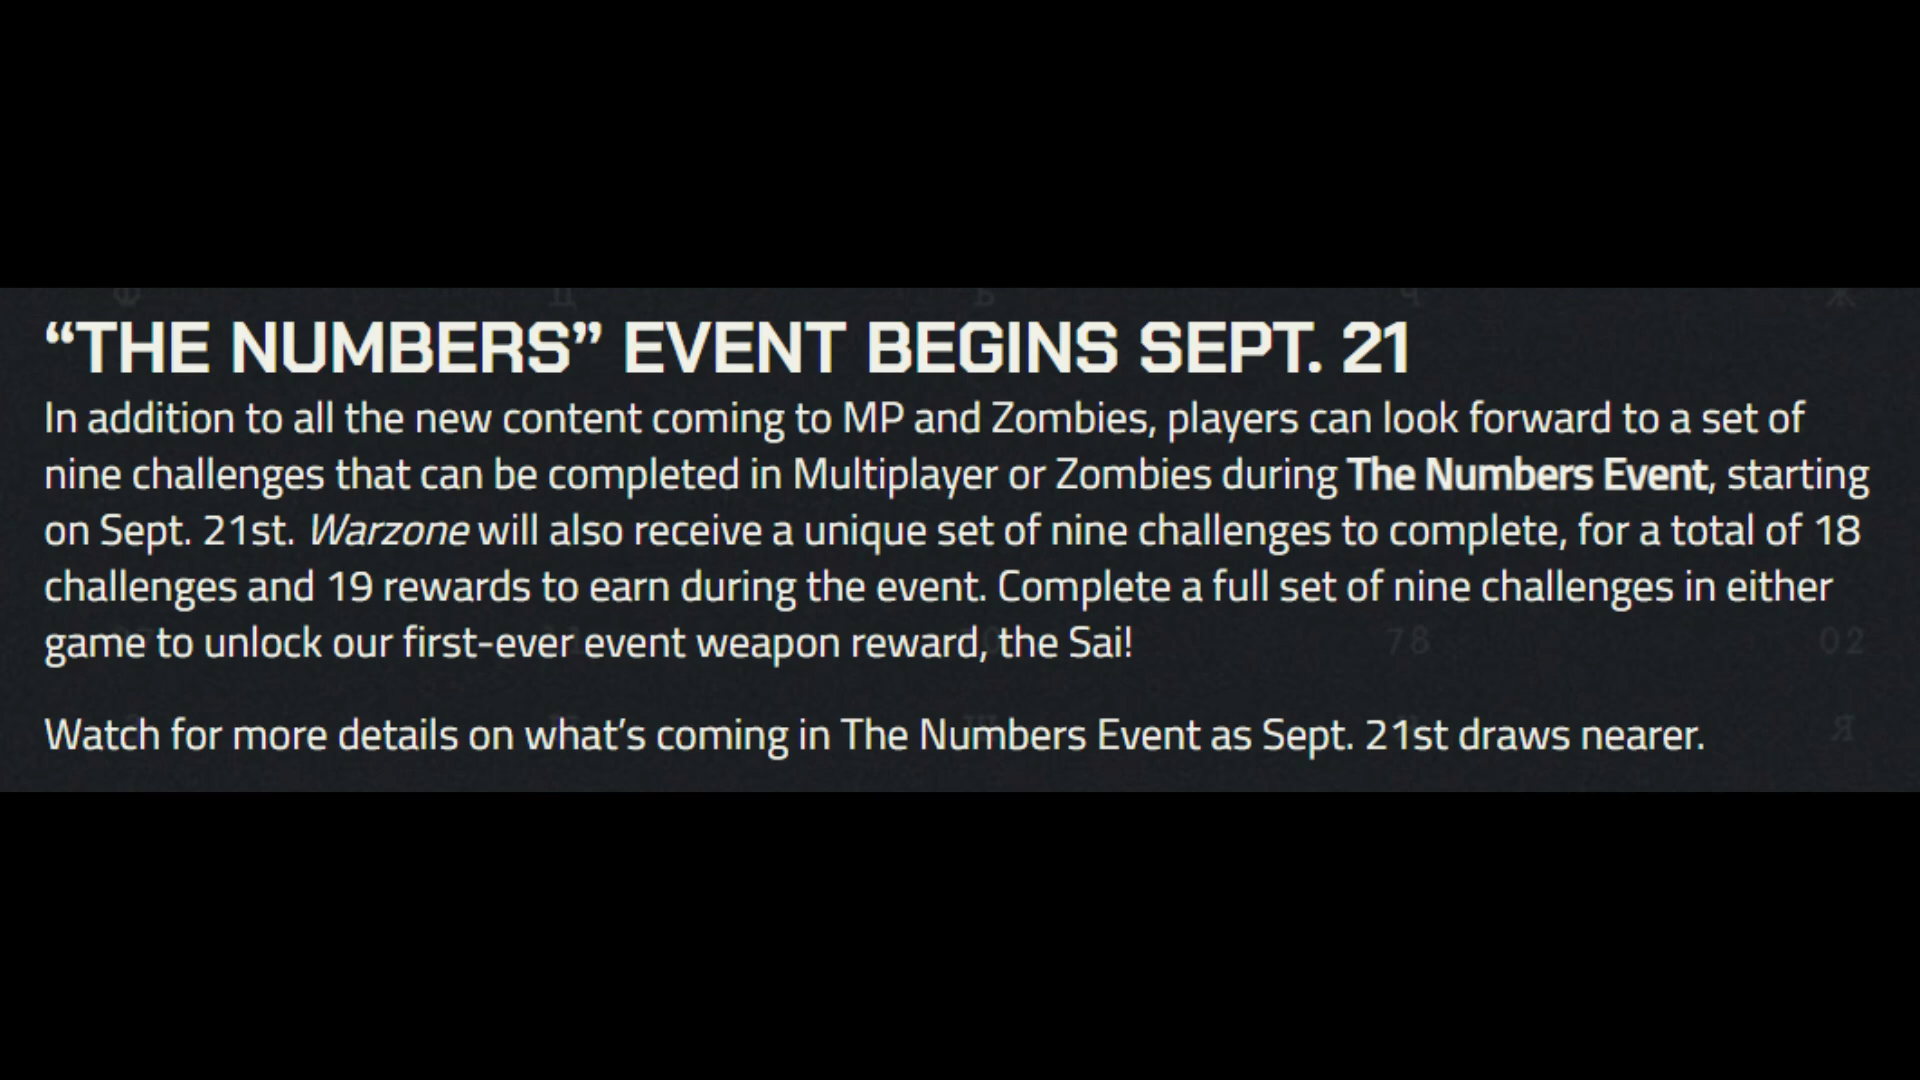 “THE NUMBERS” EVENT BEGINS SEPT. 21
In addition to all the new content coming to MP and Zombies, players can look forward to a set of
nine challenges that can be completed in Multiplayer or Zombies during The Numbers Event, starting
on Sept. 21st. Warzone will also receive a unique set of nine challenges to complete, for a total of 18
challenges and 19 rewards to earn during the event. Complete a full set of nine challenges in either
game to unlock our first-ever event weapon reward, the Sai!
78 02
Watch for more details on what’s coming in The Numbers Event as Sept. 21st draws nearer.
Я